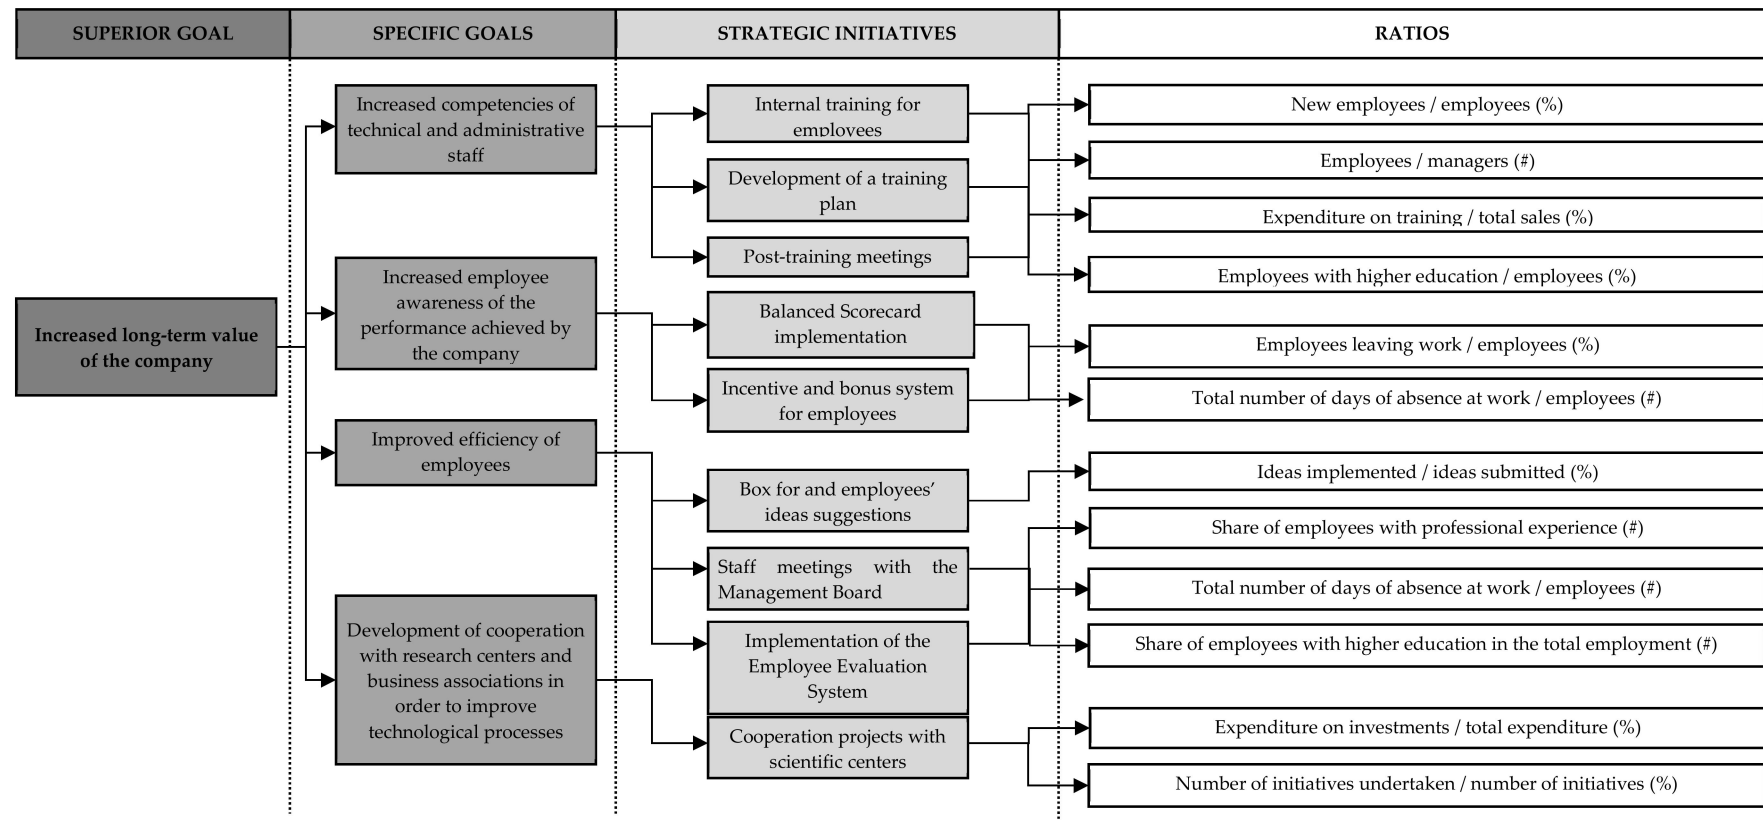 SUPERIOR GOAL
SPECIFIC GOALS
STRATEGIC INITIATIVES
RATIOS
Increased long-term value
of the company
Increased competencies of
technical and administrative
staff
Increased employee
awareness of the
performance achieved by
the company
Improved efficiency of
employees
Development of cooperation
with research centers and
business associations in
order to improve
technological processes
Internal training for
employees
Development of a training
plan
Post-training meetings
Balanced Scorecard
implementation
Incentive and bonus system
for employees
Box for and employees’
ideas suggestions
Staff meetings with the
Management Board
Implementation of the
Employee Evaluation
System
Cooperation projects with
scientific centers
New employees / employees (%)
Employees / managers (#)
Expenditure on training / total sales (%)
Employees with higher education / employees (%)
Employees leaving work / employees (%)
Total number of days of absence at work / employees (#)
Ideas implemented / ideas submitted (%)
Share of employees with professional experience (#)
Total number of days of absence at work / employees (#)
Share of employees with higher education in the total employment (#)
Expenditure on investments / total expenditure (%)
Number of initiatives undertaken / number of initiatives (%)